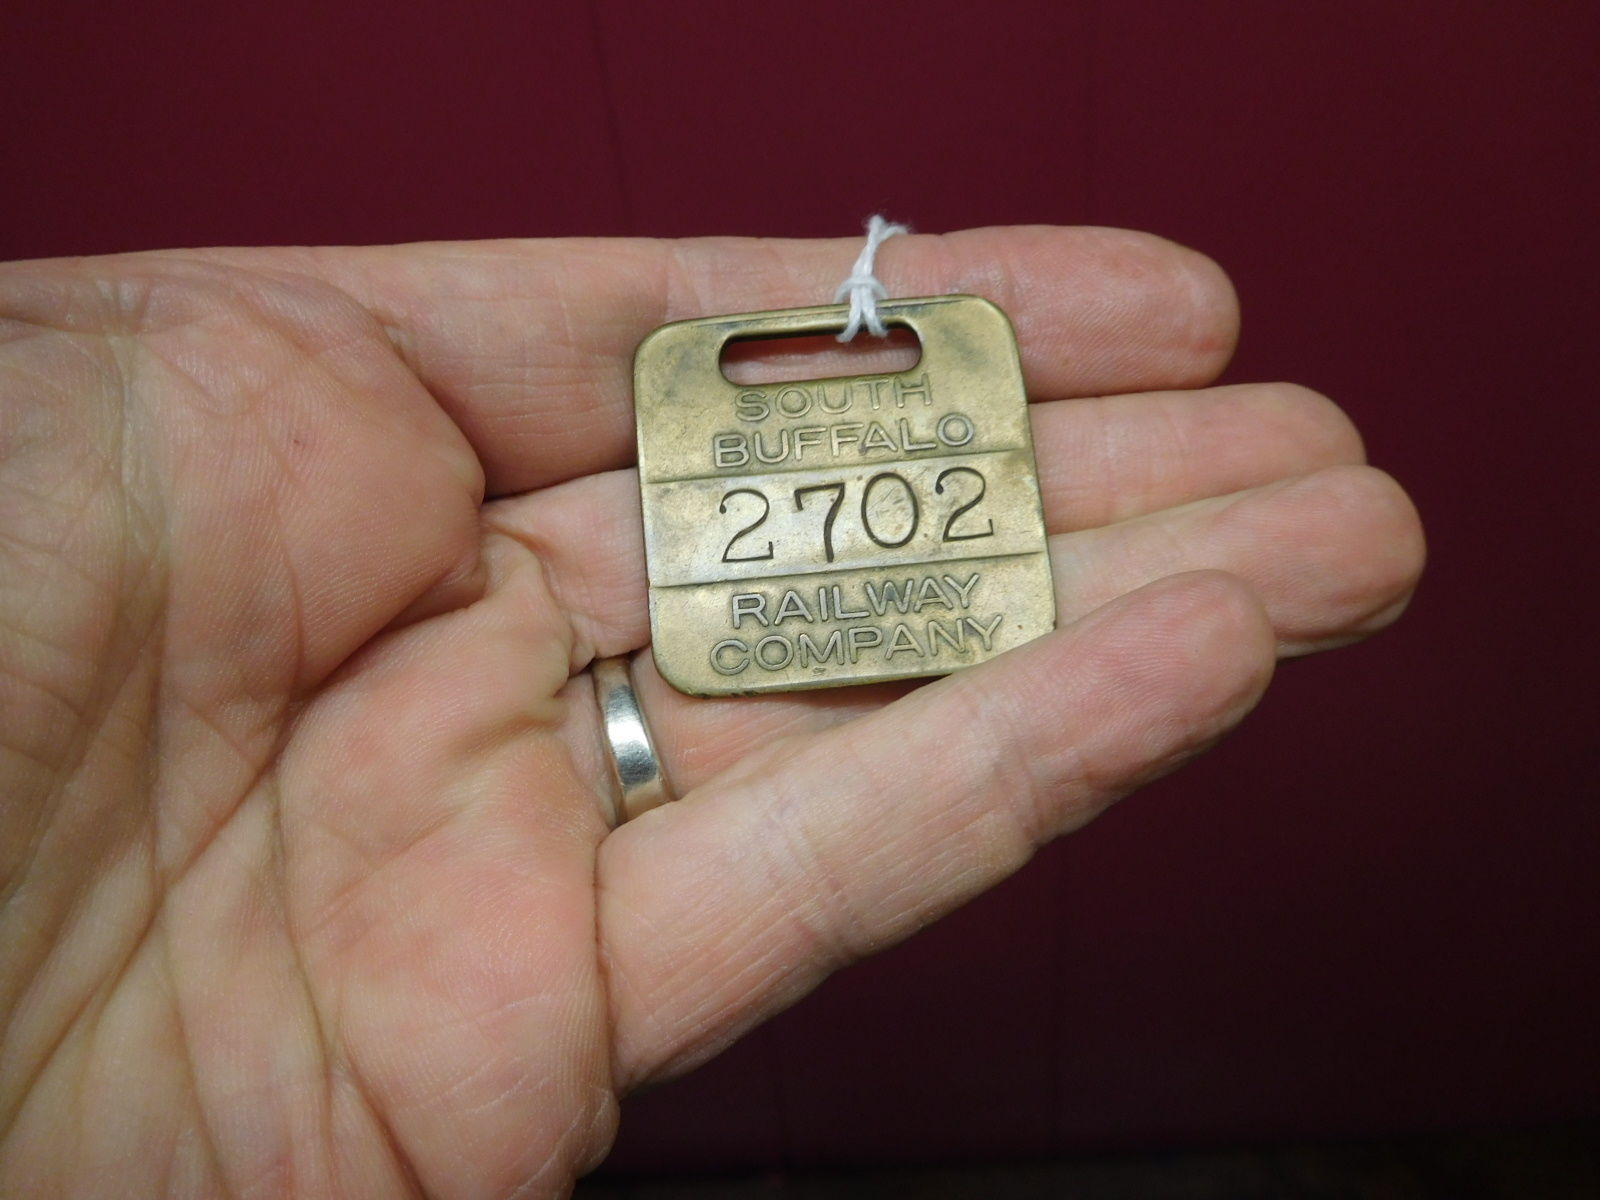 SOUTH
BUFFALO
2702
RAILWAY
COMPANY